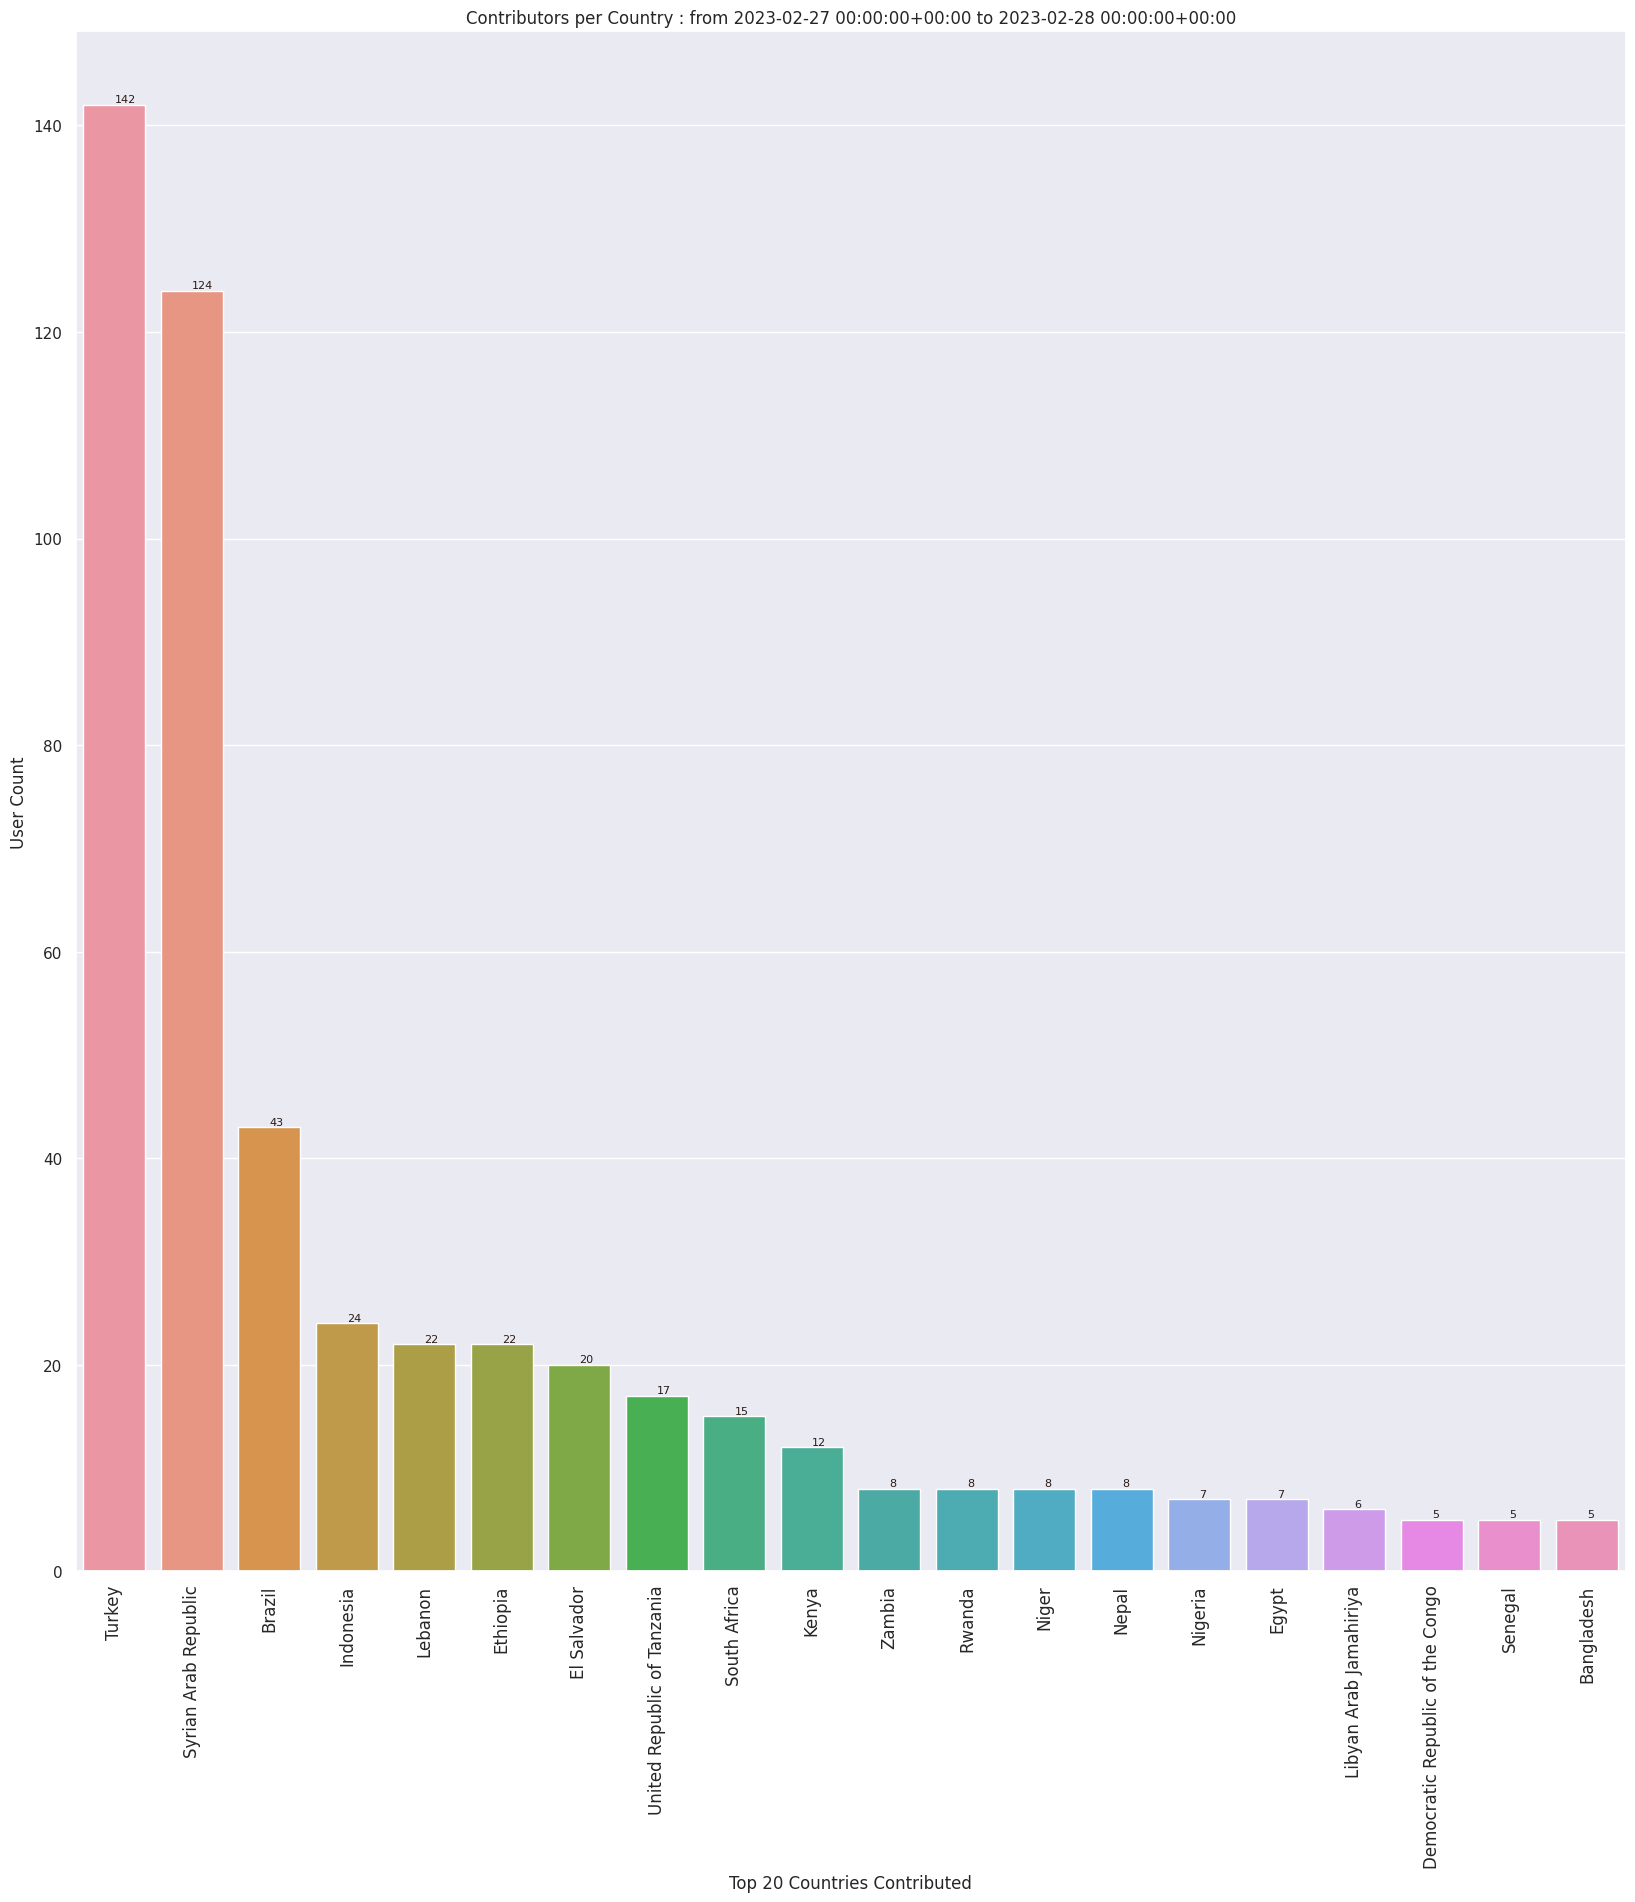 Contributors per Country : from 2023-02-27 00:00:00+00:00 to 2023-02-28 00:00:00+00:00
User Count
140
120
100
80
60
40
20
0
142
124
43
24
22
22
20
17
15
12
8
8
8
8
7
7
6
5
5
5
Turkey
Syrian Arab Republic
Brazil
Indonesia
Lebanon
Ethiopia
El Salvador
United Republic of Tanzania
South Africa
Kenya
Zambia
Rwanda
Niger
Nepal
Nigeria
Egypt
Libyan Arab Jamahiriya
Democratic Republic of the Congo
Senegal
Bangladesh
Top 20 Countries Contributed